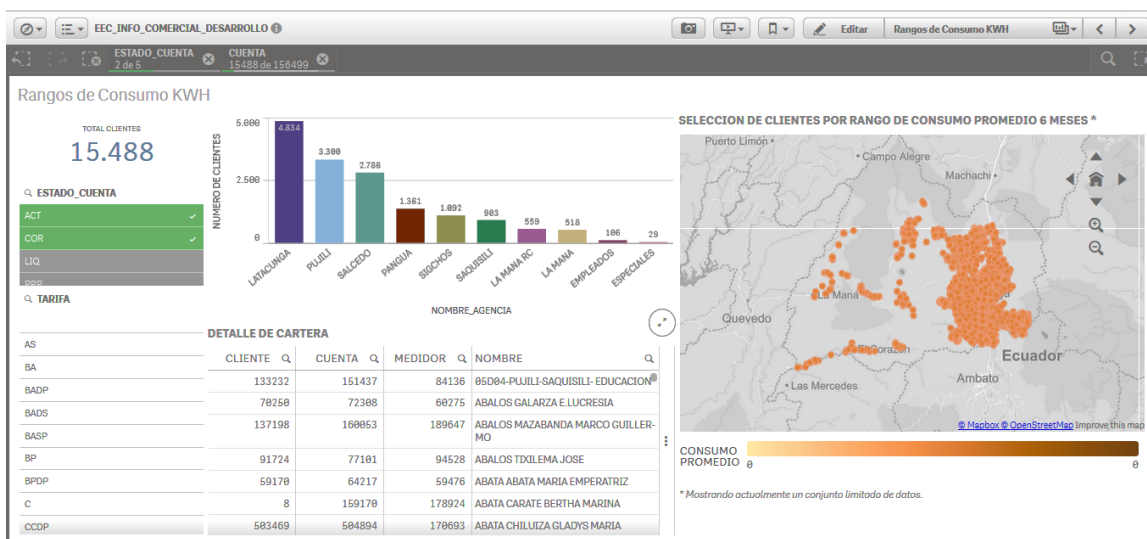 EEC_INFO_COMERCIAL_DESARROLLO
Editar
Rangos de Consumo KWH
ESTADO_CUENTA
2 de 5
CUENTA
15488 de 156499
Rangos de Consumo KWH
TOTAL CLIENTES
15.488
ESTADO_CUENTA
ACT
COR
LIQ
TARIFA
AS
BA
BADP
BADS
BASP
BP
BPDP
C
CCDP
NUMERO DE CLIENTES
5.000
2.500
0
4.834
3.300
2.786
1.361
1.092
903
559
518
106
29
LATACUNGA
PUJILI
SALCEDO
PANGUA
SIGCHOS
SAQUISILI
LA MANA RC
LA MANA
EMPLEADOS
ESPECIALES
NOMBRE_AGENCIA
DETALLE DE CARTERA
CLIENTE CUENTA MEDIDOR NOMBRE
133232 151437 84136 05D04-PUJILI-SAQUISILI- EDUCACION
70250 72308 60275 ABALOS GALARZA E.LUCRESIA
137198 160053 189647 ABALOS MAZABANDA MARCO GUILLER-
MO
91724 77101 94528 ABALOS TIXILEMA JOSE
59170 64217 59476 ABATA ABATA MARIA EMPERATRIZ
8 159170 178924 ABATA CARATE BERTHA MARINA
503469 504894 170693 ABATA CHILUIZA GLADYS MARIA
SELECCION DE CLIENTES POR RANGO DE CONSUMO PROMEDIO 6 MESES *
Puerto Limón
Campo Alegre
Machachi
La Maná
Quevedo
El Corazón
Ecuador
Ambato
Las Mercedes
© Mapbox © OpenStreetMap Improve this map
CONSUMO
PROMEDIO
0
0
* Mostrando actualmente un conjunto limitado de datos.